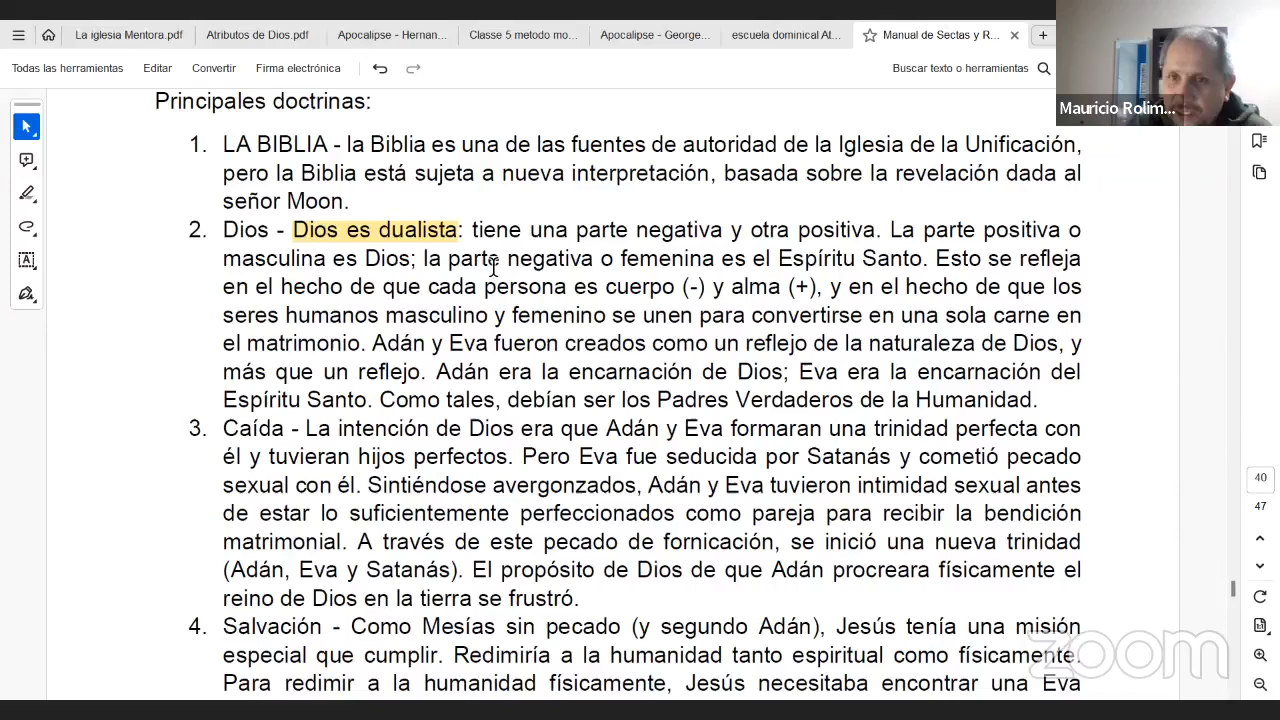 La iglesia Mentora.pdf
Atributos de Dios.pdf
Apocalipse - Hernan...
Classe 5 metodo mo...
Apocalipse - George...
escuela dominical Al...
Manual de Sectas y R...
Todas las herramientas
Editar
Convertir
Firma electrónica
Buscar texto o herramientas
Mauricio Rolim...
Principales doctrinas:
1. LA BIBLIA - la Biblia es una de las fuentes de autoridad de la Iglesia de la Unificación,
pero la Biblia está sujeta a nueva interpretación, basada sobre la revelación dada al
señor Moon.
2. Dios - Dios es dualista: tiene una parte negativa y otra positiva. La parte positiva o
masculina es Dios; la parte negativa o femenina es el Espíritu Santo. Esto se refleja
en el hecho de que cada persona es cuerpo (-) y alma (+), y en el hecho de que los
seres humanos masculino y femenino se unen para convertirse en una sola carne en
el matrimonio. Adán y Eva fueron creados como un reflejo de la naturaleza de Dios, y
más que un reflejo. Adán era la encarnación de Dios; Eva era la encarnación del
Espíritu Santo. Como tales, debían ser los Padres Verdaderos de la Humanidad.
3. Caída - La intención de Dios era que Adán y Eva formaran una trinidad perfecta con
él y tuvieran hijos perfectos. Pero Eva fue seducida por Satanás y cometió pecado
sexual con él. Sintiéndose avergonzados, Adán y Eva tuvieron intimidad sexual antes
de estar lo suficientemente perfeccionados como pareja para recibir la bendición
matrimonial. A través de este pecado de fornicación, se inició una nueva trinidad
(Adán, Eva y Satanás). El propósito de Dios de que Adán procreara físicamente el
reino de Dios en la tierra se frustró.
4. Salvación - Como Mesías sin pecado (y segundo Adán), Jesús tenía una misión
especial que cumplir. Redimiría a la humanidad tanto espiritual como físicamente.
Para redimir a la humanidad físicamente, Jesús necesitaba encontrar una Eva
40
47
zoom